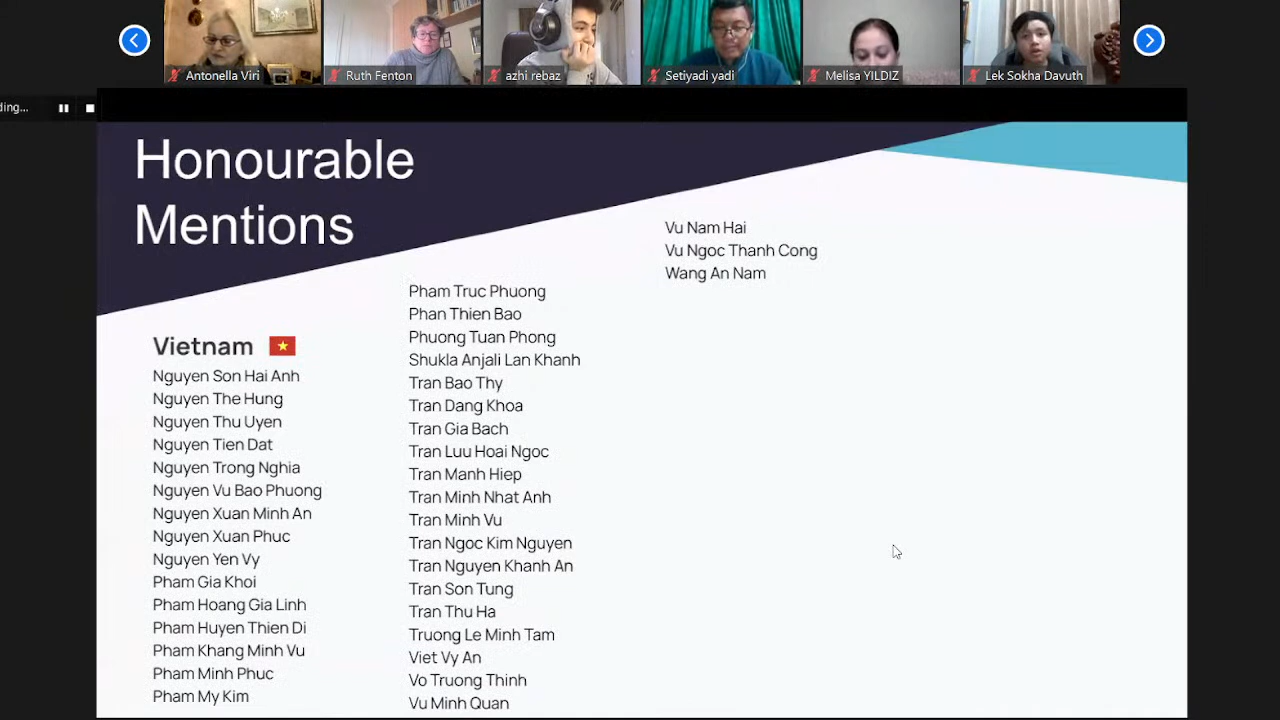 Antonella Viri
Ruth Fenton
azhi rebaz
Setiyadi yadi
Melisa YILDIZ
Lek Sokha Davuth
ding...
Honourable
Mentions
Vietnam
Nguyen Son Hai Anh
Nguyen The Hung
Nguyen Thu Uyen
Nguyen Tien Dat
Nguyen Trong Nghia
Nguyen Vu Bao Phuong
Nguyen Xuan Minh An
Nguyen Xuan Phuc
Nguyen Yen Vy
Pham Gia Khoi
Pham Hoang Gia Linh
Pham Huyen Thien Di
Pham Khang Minh Vu
Pham Minh Phuc
Pham My Kim
Pham Truc Phuong
Phan Thien Bao
Phuong Tuan Phong
Shukla Anjali Lan Khanh
Tran Bao Thy
Tran Dang Khoa
Tran Gia Bach
Tran Luu Hoai Ngoc
Tran Manh Hiep
Tran Minh Nhat Anh
Tran Minh Vu
Tran Ngoc Kim Nguyen
Tran Nguyen Khanh An
Tran Son Tung
Tran Thu Ha
Truong Le Minh Tam
Viet Vy An
Vo Truong Thinh
Vu Minh Quan
Vu Nam Hai
Vu Ngoc Thanh Cong
Wang An Nam